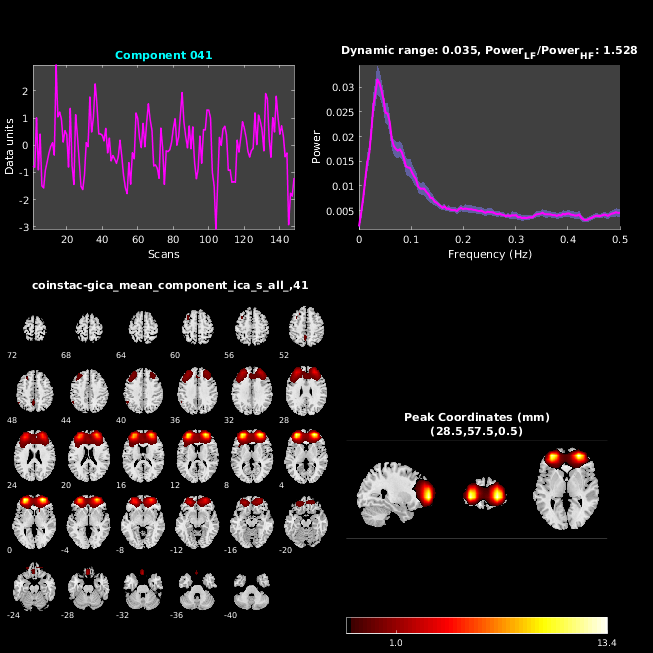 Component 041
Data units
2
1
0
-1
-2
-3
20 40 60 80 100 120 140
Scans
Dynamic range: 0.035, PowerLF/PowerHF: 1.528
Power
0.03
0.025
0.02
0.015
0.01
0.005
0 0.1 0.2 0.3 0.4 0.5
Frequency (Hz)
coinstac-gica_mean_component_ica_s_all_,41
72 68 64 60 56 52
48 44 40 36 32 28
24 20 16 12 8 4
0 -4 -8 -12 -16 -20
-24 -28 -32 -36 -40
Peak Coordinates (mm)
(28.5,57.5,0.5)
1.0 13.4